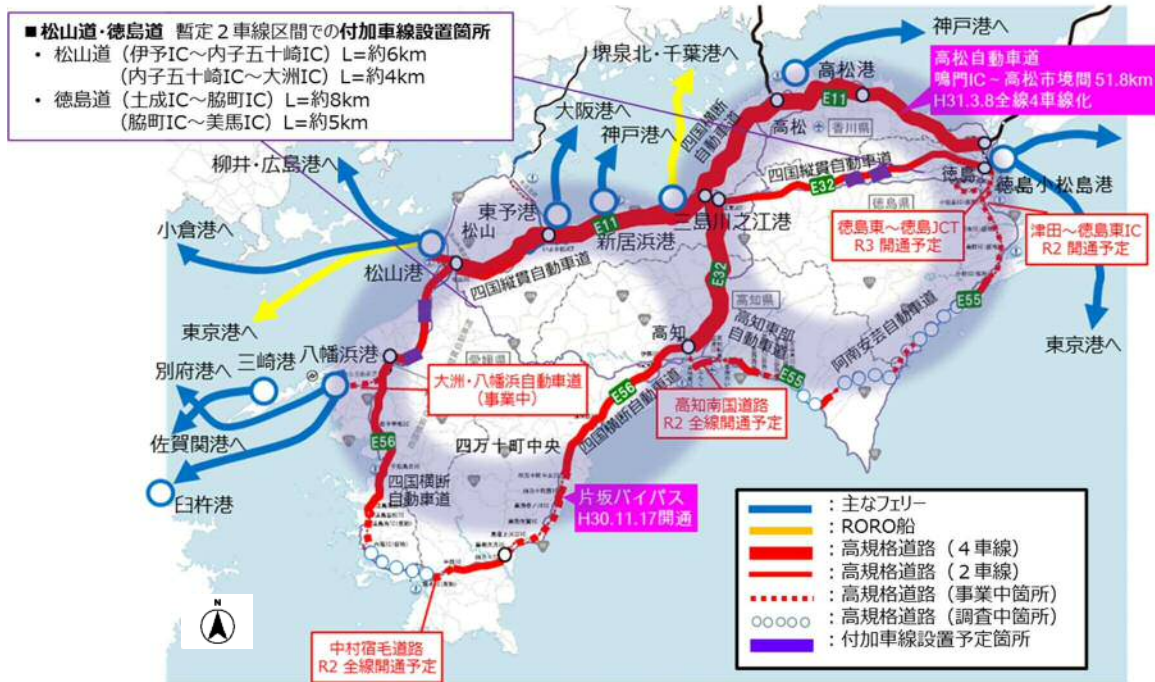 ■松山道・徳島道 暫定２車線区間での付加車線設置箇所
・ 松山道（伊予IC～内子五十崎IC）L=約6km
（内子五十崎IC～大洲IC）L=約4km
・ 徳島道（土成IC～脇町IC）L=約8km
（脇町IC～美馬IC）L=約5km
神戸港へ
堺泉北・千葉港へ
高松港
高松自動車道
鳴門IC～高松市境間 51.8km
H31.3.8全線4車線化
大阪港へ
神戸港へ
E11
高松
香川県
四国横断
自動車道
柳井・広島港へ
四国縦貫自動車道
E32
徳島
徳島小松島港
徳島県
東予港
小倉港へ
松山
E11
新居浜港
三島川之江港
徳島東～徳島JCT
R3 開通予定
津田～徳島東IC
R2 開通予定
松山港
四国縦貫自動車道
E32
高知県
E55
東京港へ
高知
高知東部
自動車道
阿南安芸自動車道
東京港へ
八幡浜港
三崎港
別府港へ
愛媛県
大洲・八幡浜自動車道
（事業中）
E56
E55
高知南国道路
R2 全線開通予定
四国横断自動車道
佐賀関港へ
E56
四万十町中央
臼杵港
四国横断
自動車道
片坂バイパス
H30.11.17開通
中村宿毛道路
R2 全線開通予定
N
：主なフェリー
：RORO船
：高規格道路（４車線）
：高規格道路（２車線）
：高規格道路（事業中箇所）
：高規格道路（調査中箇所）
：付加車線設置予定箇所